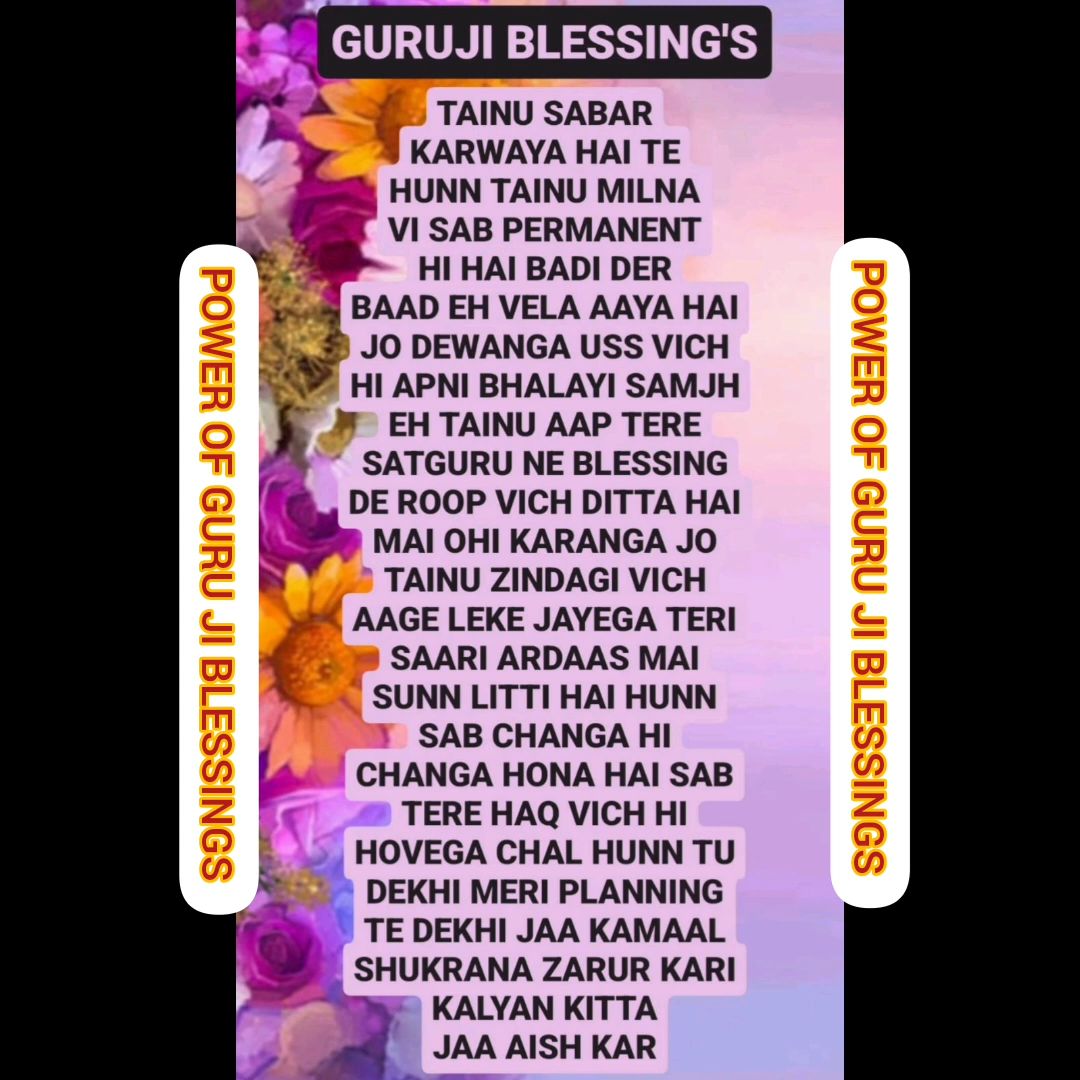 GURUJI BLESSING'S
TAINU SABAR
KARWAYA HAI TE
HUNN TAINU MILNA
VI SAB PERMANENT
HI HAI BADI DER
BAAD EH VELA AAYA HAI
JO DEWANGA USS VICH
HI APNI BHALAYI SAMJH
EH TAINU AAP TERE
SATGURU NE BLESSING
DE ROOP VICH DITTA HAI
MAI OHI KARANGA JO
TAINU ZINDAGI VICH
AAGE LEKE JAYEGA TERI
SAARI ARDAAS MAI
SUNN LITTI HAI HUNN
SAB CHANGA HI
CHANGA HONA HAI SAB
TERE HAQ VICH HI
HOVEGA CHAL HUNN TU
DEKHI MERI PLANNING
TE DEKHI JAA KAMAAL
SHUKRANA ZARUR KARI
KALYAN KITTA
JAA AISH KAR
POWER OF GURU JI BLESSINGS
POWER OF GURU JI BLESSINGS